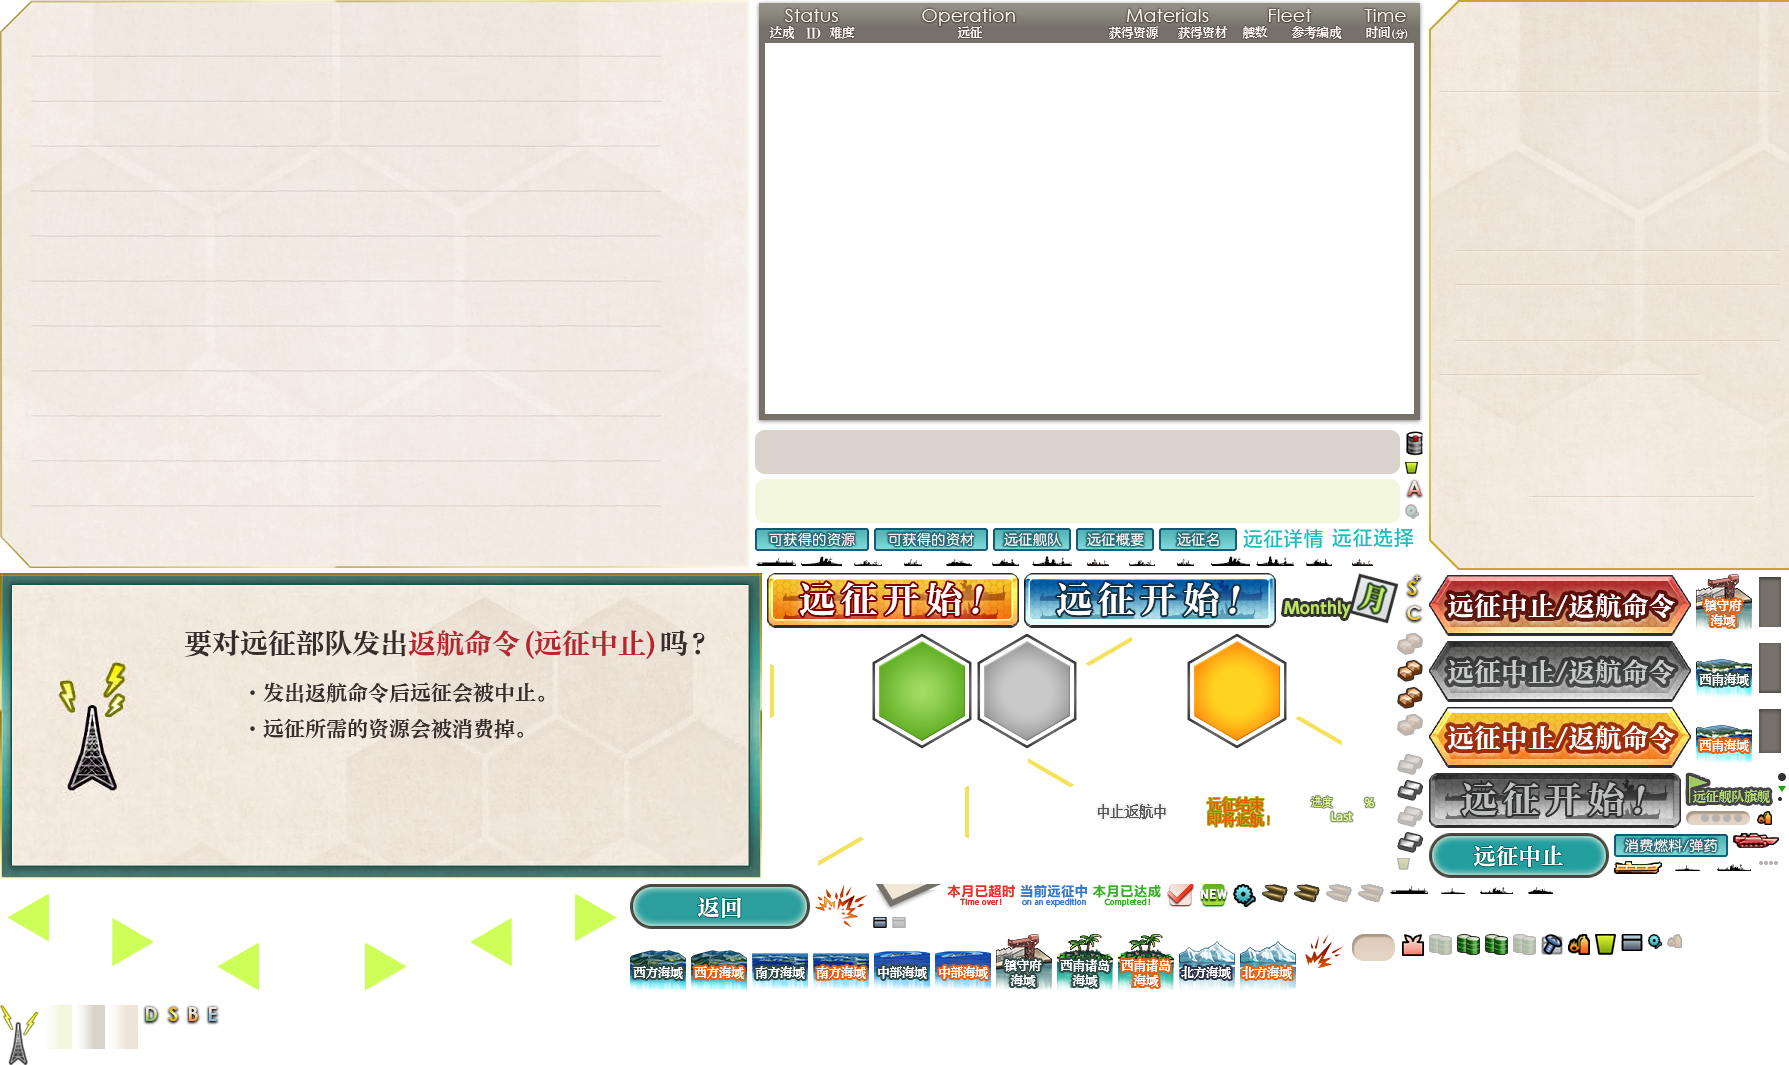 Status Operation Materials Fleet Time
达成 ID 难度 远征 获得资源 获得资材 艘数 参考编成 时间(分)
A
可获得的资源 可获得的资材 远征舰队 远征概要 远征名 远征详情 远征选择
远征开始! 远征开始! Monthly 月 S+ C
远征中止/返航命令 镇守府
海域
要对远征部队发出返航命令(远征中止)吗?
・发出返航命令后远征会被中止。
・远征所需的资源会被消费掉。
远征中止/返航命令 西南海域
远征中止/返航命令 西南海域
中止返航中
远征结束
即将返航!
进度 %
Last
远征开始! 远征舰队旗舰
远征中止 消费燃料/弹药
返回
本月已超时 当前远征中 本月已达成 NEW
Time over! on an expedition Completed!
西方海域 西方海域 南方海域 南方海域 中部海域 中部海域
镇守府
海域
西南诸岛
海域
西南诸岛
海域
北方海域 北方海域
D S B E